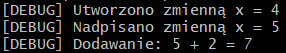 [DEBUG] Utworzono zmienną x = 4
[DEBUG] Nadpisano zmienną x = 5
[DEBUG] Dodawanie: 5 + 2 = 7